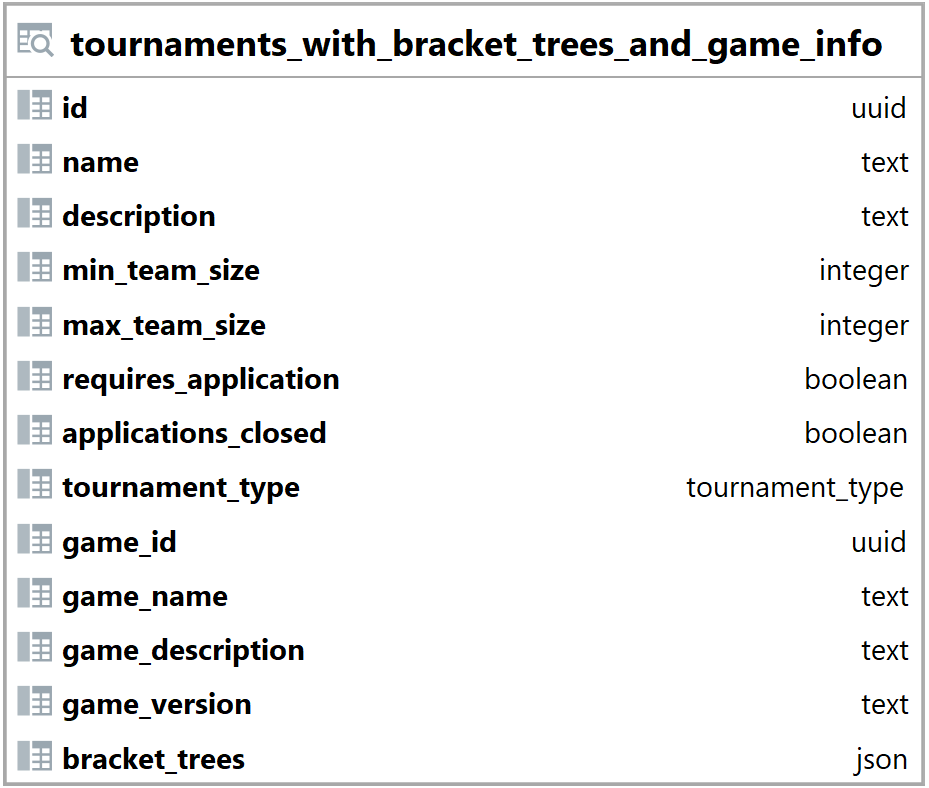 tournaments_with_bracket_trees_and_game_info
id uuid
name text
description text
min_team_size integer
max_team_size integer
requires_application boolean
applications_closed boolean
tournament_type tournament_type
game_id uuid
game_name text
game_description text
game_version text
bracket_trees json